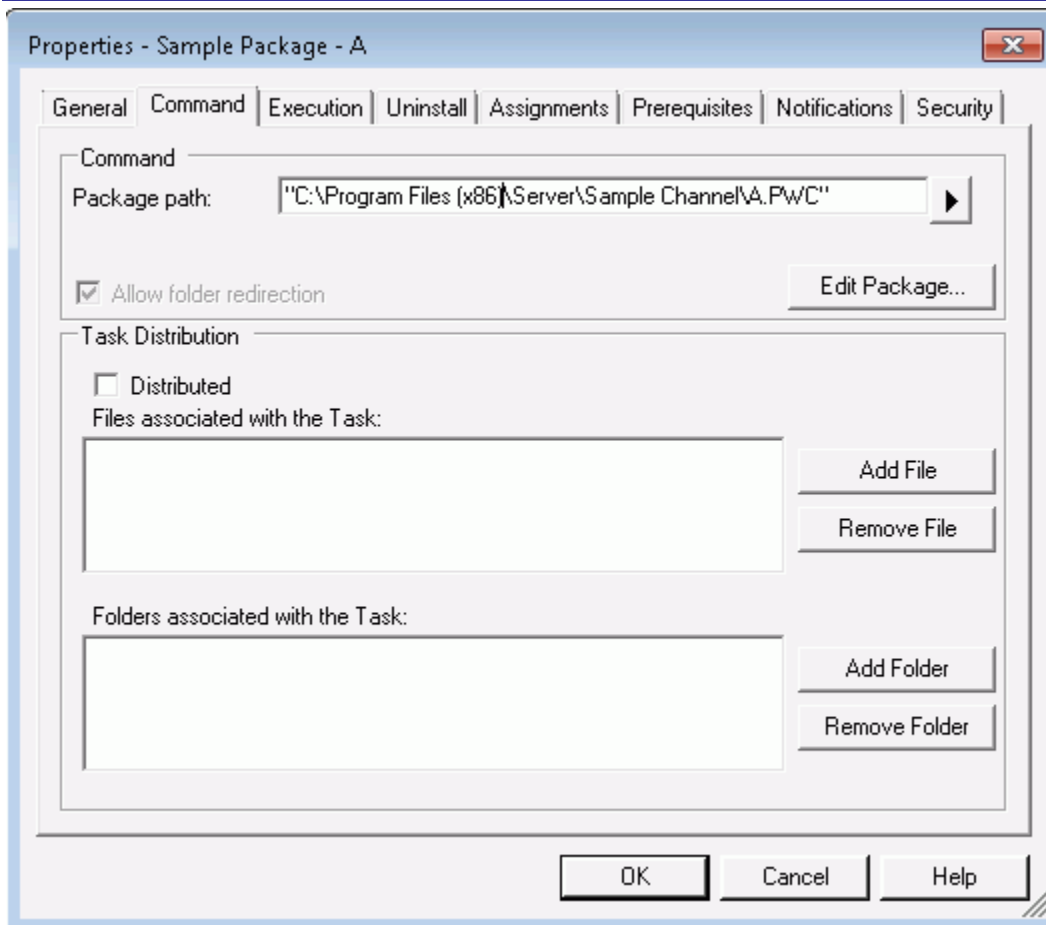 Properties - Sample Package - A
General Command Execution Uninstall Assignments Prerequisites Notifications Security
Command
Package path: "C:\Program Files (x86)\Server\Sample Channel\A.PWC"
Allow folder redirection Edit Package...
Task Distribution
Distributed
Files associated with the Task:
Add File
Remove File
Folders associated with the Task:
Add Folder
Remove Folder
OK Cancel Help